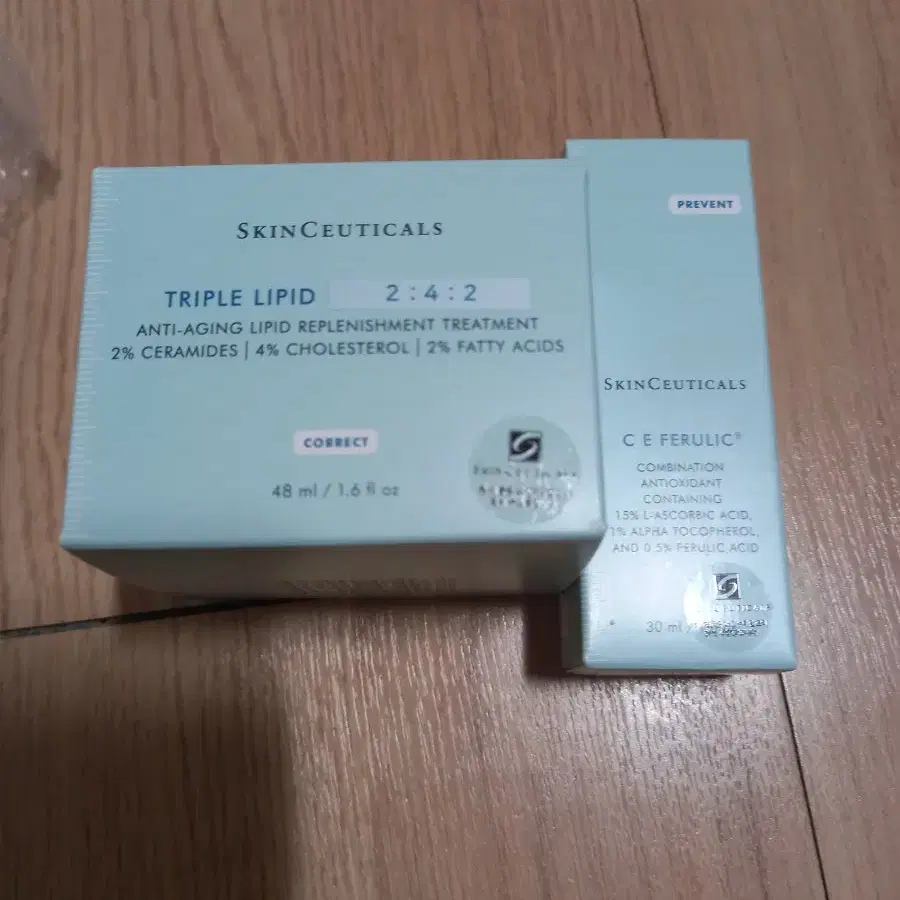 SKINCEUTICALS
TRIPLE LIPID 2:4:2
ANTI-AGING LIPID REPLENISHMENT TREATMENT
2% CERAMIDES | 4% CHOLESTEROL | 2% FATTY ACIDS
CORRECT
48 ml / 1.6 fl oz
PREVENT
SKINCEUTICALS
C E FERULIC®
COMBINATION
ANTIOXIDANT
CONTAINING
15% L-ASCORBIC ACID,
1% ALPHA TOCOPHEROL,
AND 0.5% FERULIC ACID
30 ml /